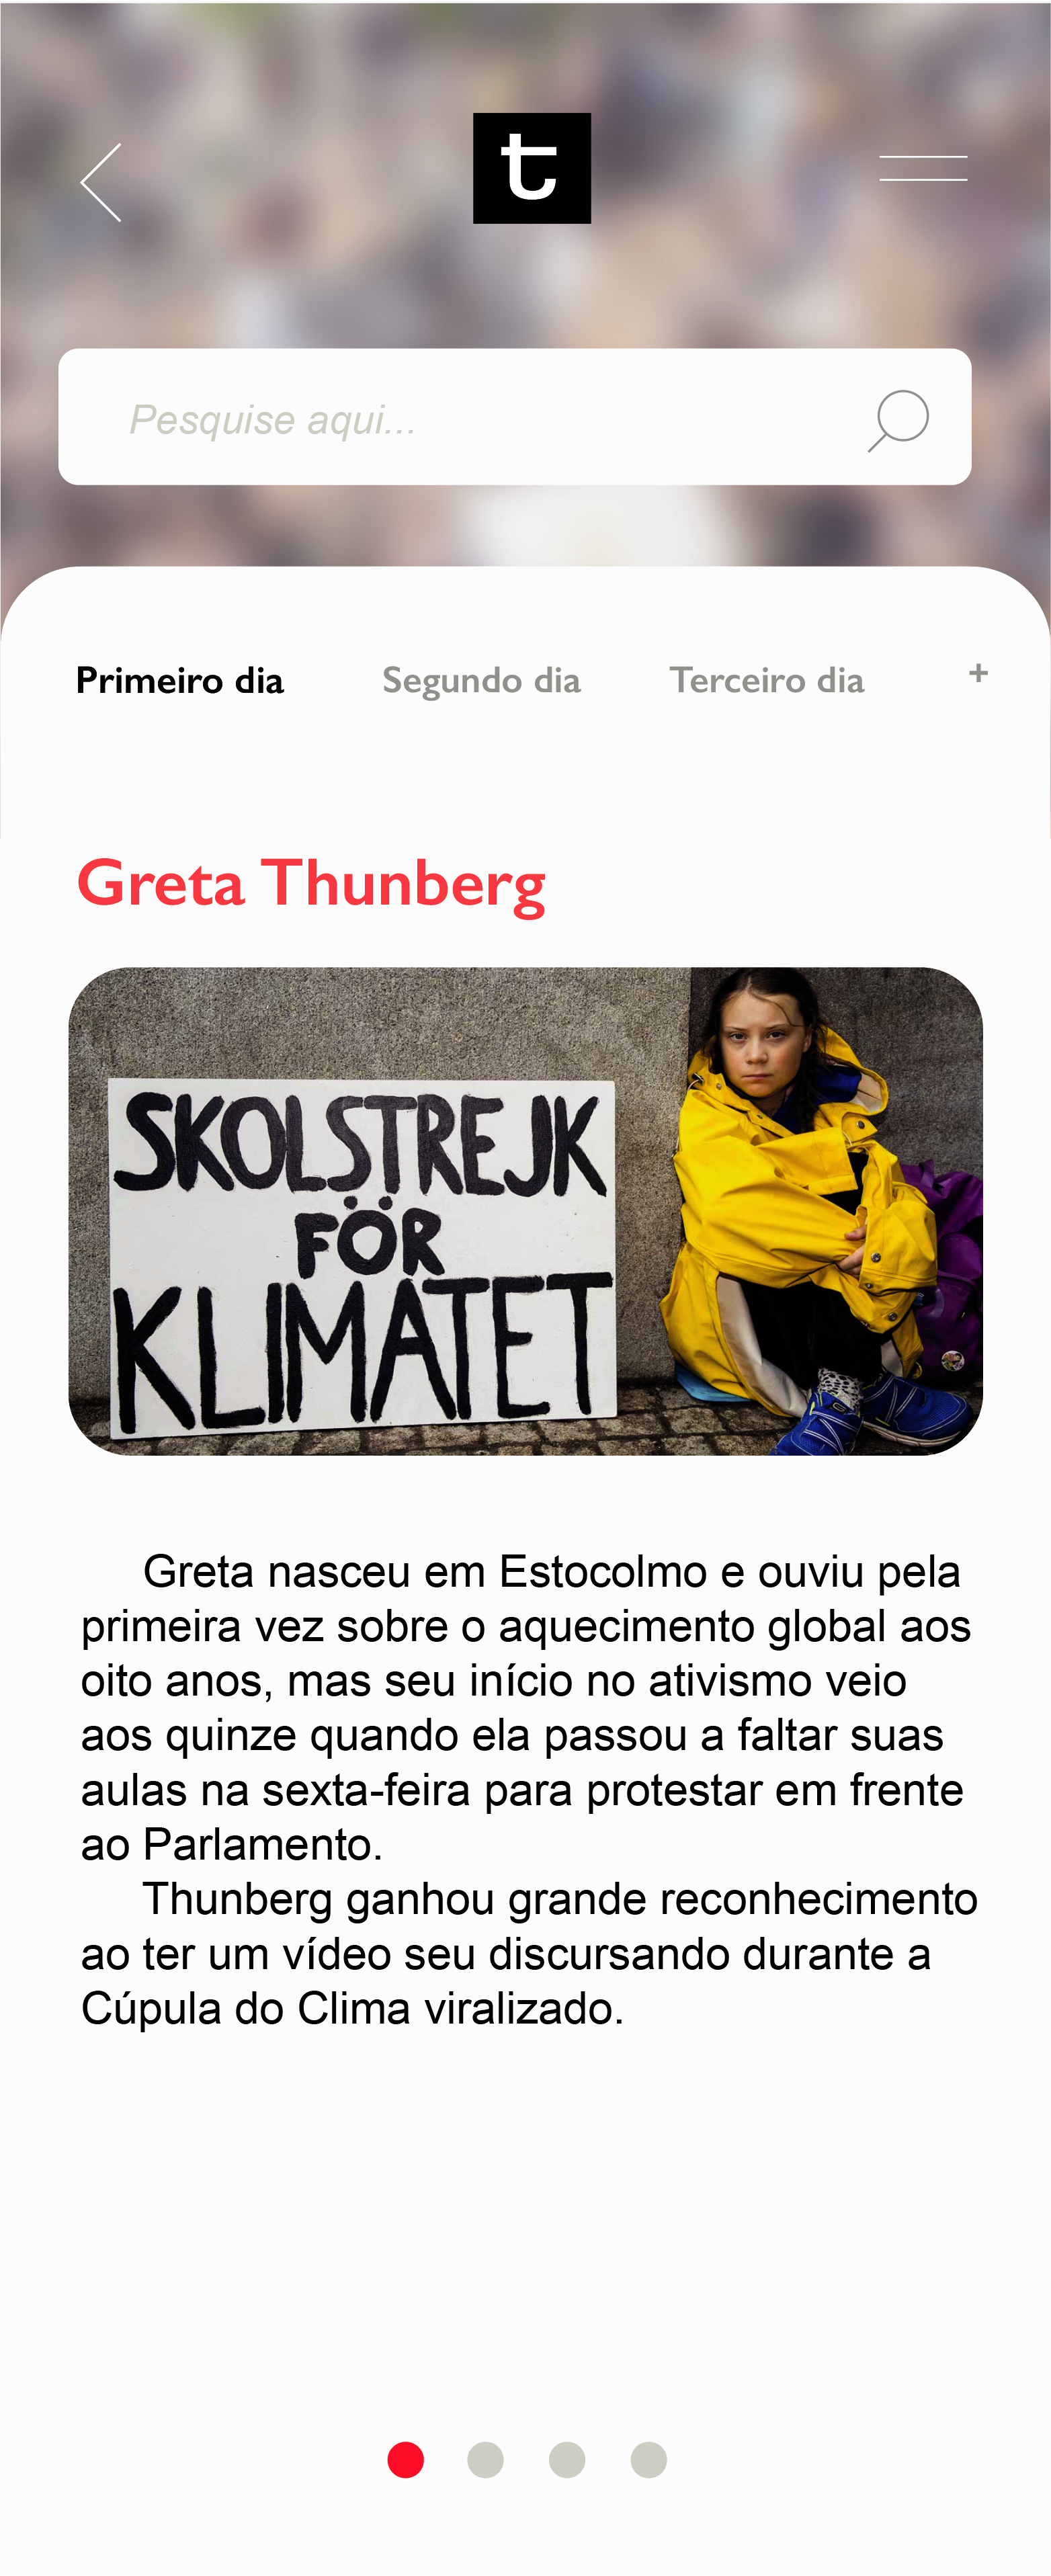 t
Pesquise aqui...
Primeiro dia Segundo dia Terceiro dia +
Greta Thunberg
SKOLSTREJK
FÖR
KLIMATET
Greta nasceu em Estocolmo e ouviu pela
primeira vez sobre o aquecimento global aos
oito anos, mas seu início no ativismo veio
aos quinze quando ela passou a faltar suas
aulas na sexta-feira para protestar em frente
ao Parlamento.
Thunberg ganhou grande reconhecimento
ao ter um vídeo seu discursando durante a
Cúpula do Clima viralizado.